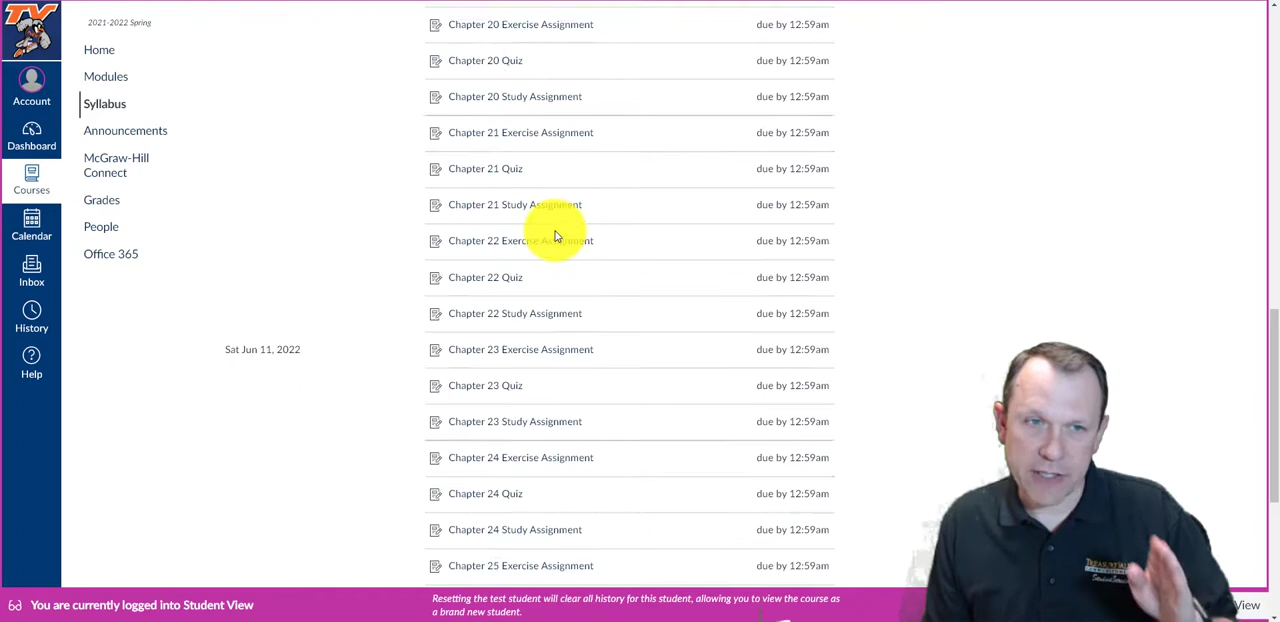 TV
2021-2022 Spring
Home
Modules
Syllabus
Announcements
McGraw-Hill
Connect
Grades
People
Office 365
Account
Dashboard
Courses
Calendar
Inbox
History
Help
Sat Jun 11, 2022
Chapter 20 Exercise Assignment due by 12:59am
Chapter 20 Quiz due by 12:59am
Chapter 20 Study Assignment due by 12:59am
Chapter 21 Exercise Assignment due by 12:59am
Chapter 21 Quiz due by 12:59am
Chapter 21 Study Assignment due by 12:59am
Chapter 22 Exercise Assignment due by 12:59am
Chapter 22 Quiz due by 12:59am
Chapter 22 Study Assignment due by 12:59am
Chapter 23 Exercise Assignment due by 12:59am
Chapter 23 Quiz due by 12:59am
Chapter 23 Study Assignment due by 12:59am
Chapter 24 Exercise Assignment due by 12:59am
Chapter 24 Quiz due by 12:59am
Chapter 24 Study Assignment due by 12:59am
Chapter 25 Exercise Assignment due by 12:59am
You are currently logged into Student View
Resetting the test student will clear all history for this student, allowing you to view the course as
a brand new student.
View